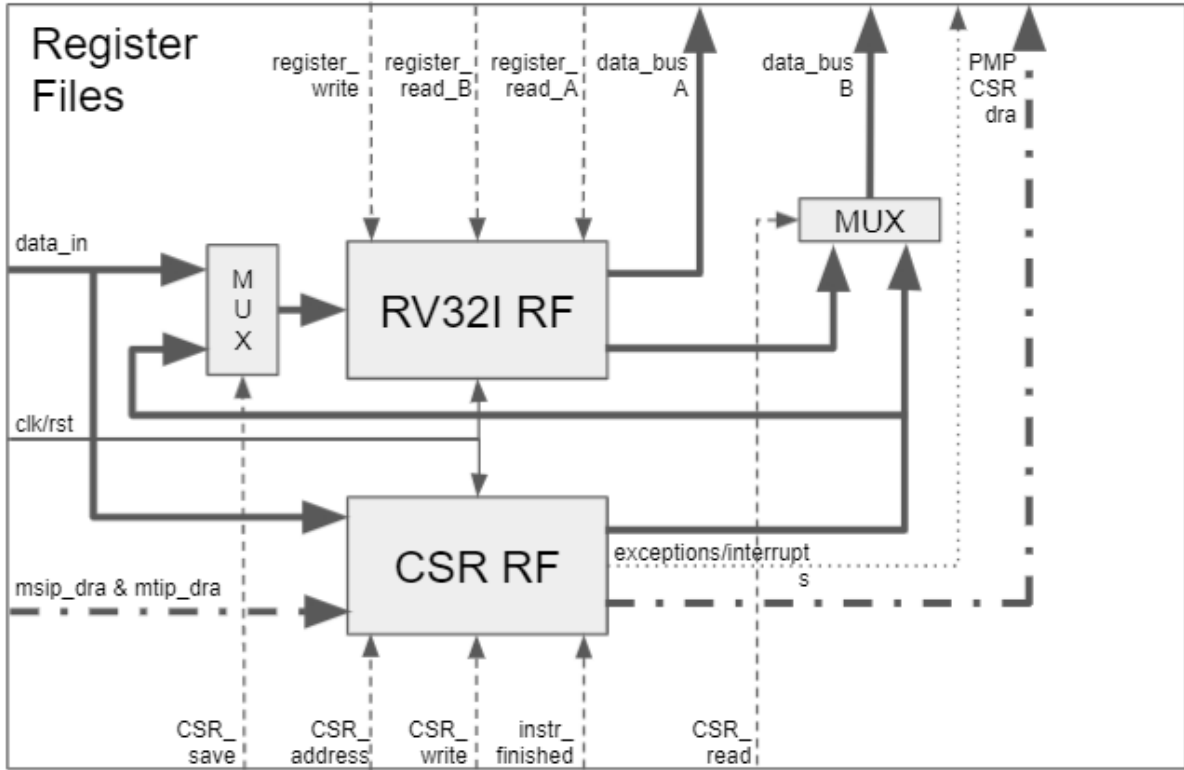 Register
Files
register_
write
register_
read_B
register_
read_A
data_bus
A
data_bus
B
PMP
CSR
dra
MUX
data_in
M
U
X
RV32I RF
clk/rst
CSR RF
exceptions/interrupt
s
msip_dra & mtip_dra
CSR_
save
CSR_
address
CSR_
write
instr_
finished
CSR_
read